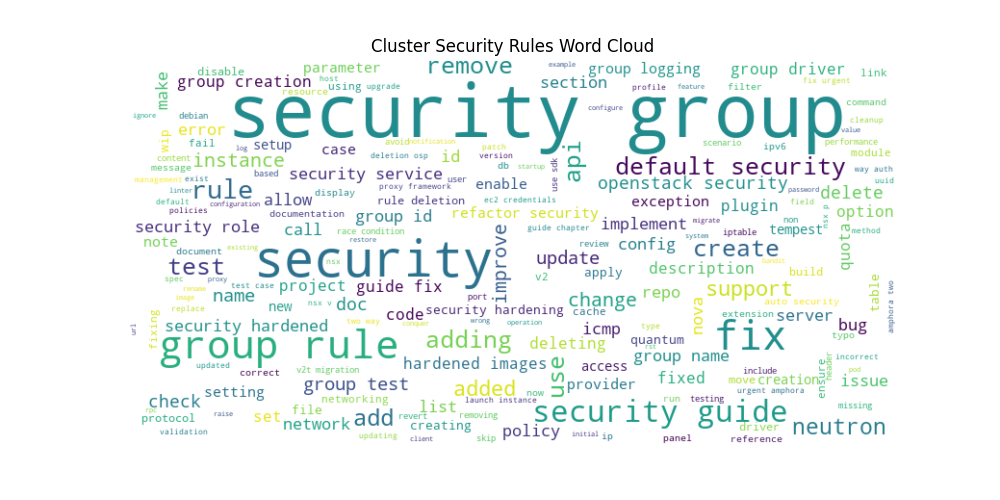 Cluster Security Rules Word Cloud
security group
security
group rule
fix
security guide
default security
remove
group creation
disable
parameter
host
using
upgrade
resource
example
profile
feature
configure
section
group logging
group driver
link
fix urgent
filter
command
cleanup
value
make
ignore
debian
wip
error
fail
log
setup
avoid
notification
patch
case
deletion osp
id
version
api
scenario
ipv6
performance
module
content
message
instance
based
security service
db
startup
user
enable
use sdk
openstack security
exception
plugin
way auth
uuid
delete
management
exist
linter
rule
default
configuration
policies
allow
display
proxy framework
rule deletion
ec2 credentials
password
field
option
security role
documentation
group id
refactor security
implement
migrate
non
nsx p
method
note
call
race condition
guide chapter
improve
config
system
iptable
tempest
quota
document
existing
restore
review
create
test
spec
proxy
nsx
update
apply
description
bandit
build
support
rename
image
name
test case
project
guide fix
v2
change
repo
table
amphora two
replace
new
nsx v
doc
port
code
security hardening
cache
nova
auto security
extension
server
bug
url
fixing
security hardened
two way
conquer
wrong
operation
icmp
type
quantum
typo
adding
deleting
rst
group name
incorrect
header
pod
updated
correct
v2t migration
hardened images
use
access
include
provider
fixed
move
creation
ensure
issue
setting
group test
added
now
launch instance
urgent amphora
check
networking
list
run
testing
missing
rpc
protocol
raise
set
file
network
add
revert
creating
removing
driver
neutron
validation
updating
client
skip
policy
initial
ip
panel
reference